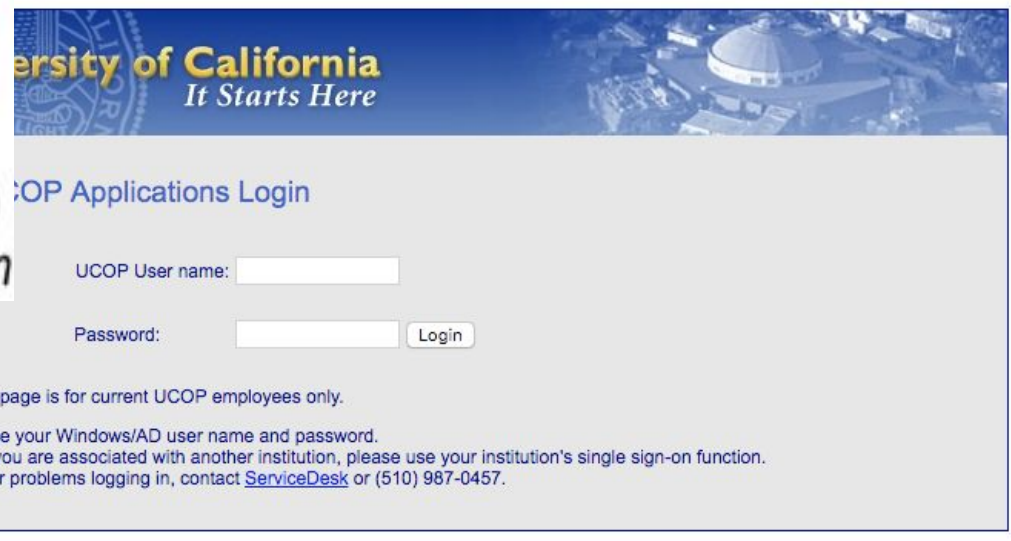 ersity of California
It Starts Here
COP Applications Login
UCOP User name:
Password:
Login
page is for current UCOP employees only.
e your Windows/AD user name and password.
you are associated with another institution, please use your institution's single sign-on function.
r problems logging in, contact ServiceDesk or (510) 987-0457.